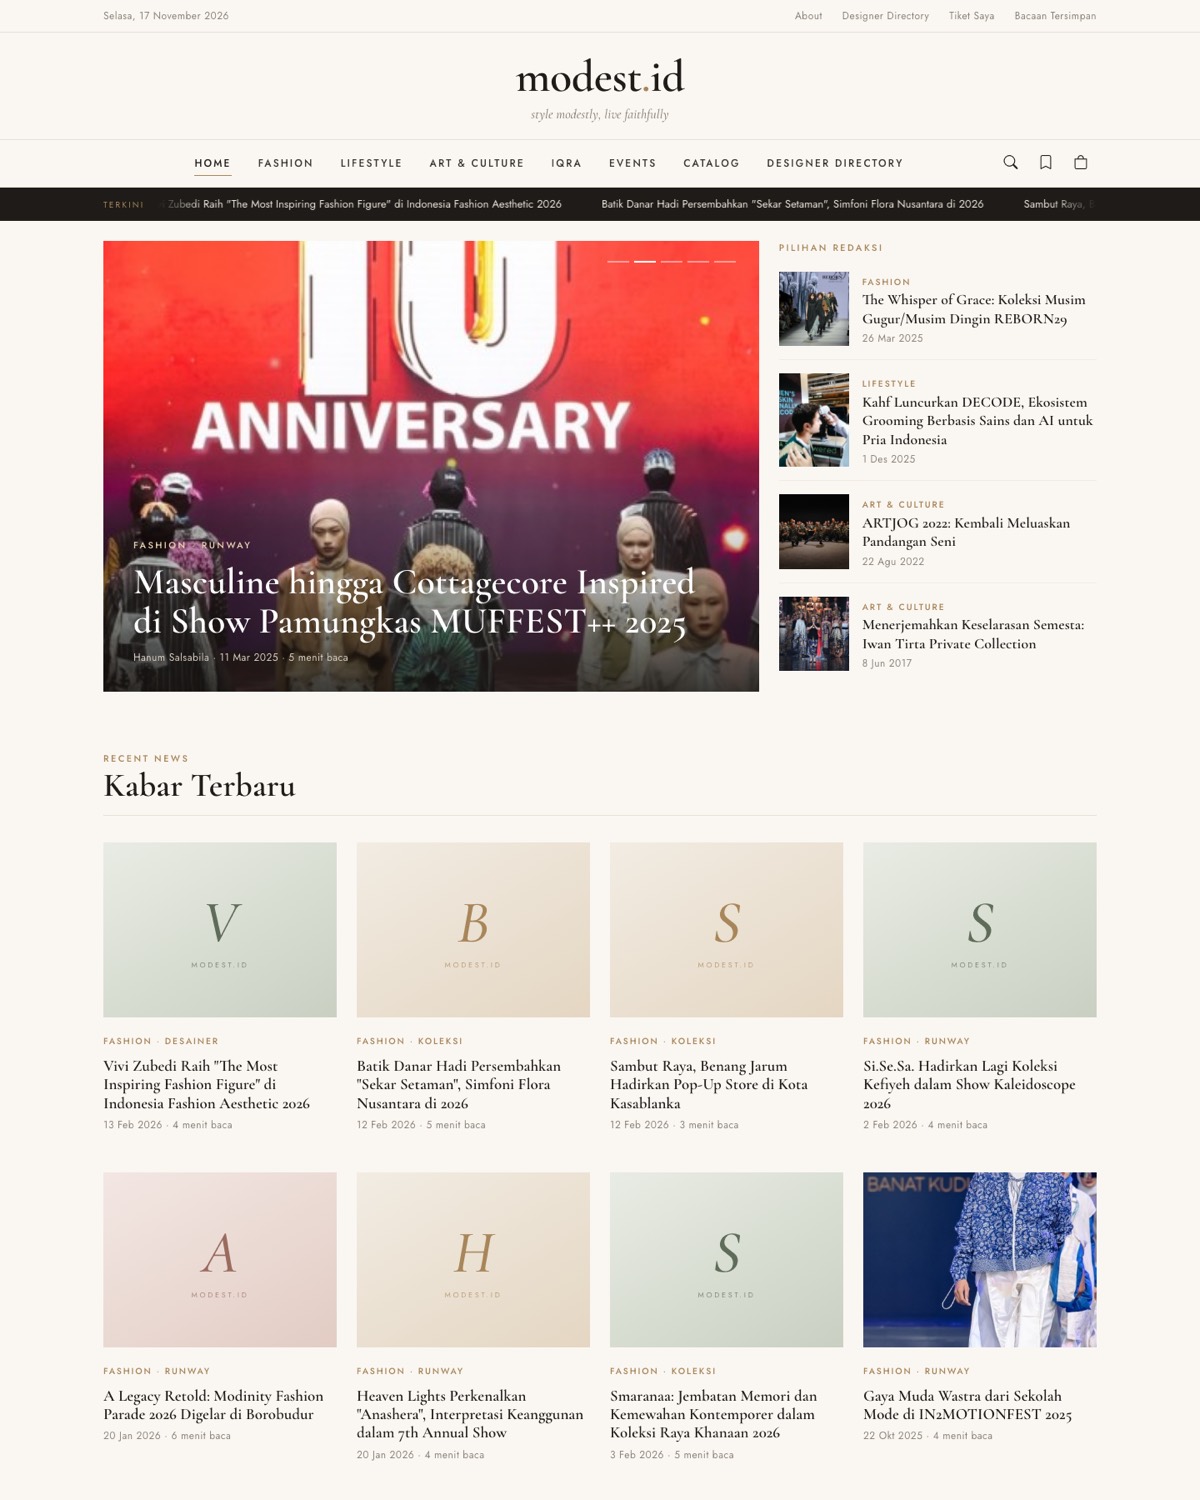 Selasa, 17 November 2026
About Designer Directory Tiket Saya Bacaan Tersimpan
modest.id
style modestly, live faithfully
HOME FASHION LIFESTYLE ART & CULTURE IQRA EVENTS CATALOG DESIGNER DIRECTORY
TERKINI Zubedi Raih "The Most Inspiring Fashion Figure" di Indonesia Fashion Aesthetic 2026 Batik Danar Hadi Persembahkan "Sekar Setaman", Simfoni Flora Nusantara di 2026 Sambut Raya,
10
ANNIVERSARY
FASHION · RUNWAY
Masculine hingga Cottagecore Inspired
di Show Pamungkas MUFFEST++ 2025
Hanum Salsabila · 11 Mar 2025 · 5 menit baca
PILIHAN REDAKSI
FASHION
The Whisper of Grace: Koleksi Musim
Gugur/Musim Dingin REBORN29
26 Mar 2025
LIFESTYLE
Kahf Luncurkan DECODE, Ekosistem
Grooming Berbasis Sains dan AI untuk
Pria Indonesia
1 Des 2025
ART & CULTURE
ARTJOG 2022: Kembali Meluaskan
Pandangan Seni
22 Agu 2022
ART & CULTURE
Menerjemahkan Keselarasan Semesta:
Iwan Tirta Private Collection
8 Jun 2017
RECENT NEWS
Kabar Terbaru
V
MODEST.ID
FASHION · DESAINER
Vivi Zubedi Raih "The Most
Inspiring Fashion Figure" di
Indonesia Fashion Aesthetic 2026
13 Feb 2026 · 4 menit baca
B
MODEST.ID
FASHION · KOLEKSI
Batik Danar Hadi Persembahkan
"Sekar Setaman", Simfoni Flora
Nusantara di 2026
12 Feb 2026 · 5 menit baca
S
MODEST.ID
FASHION · KOLEKSI
Sambut Raya, Benang Jarum
Hadirkan Pop-Up Store di Kota
Kasablanka
12 Feb 2026 · 3 menit baca
S
MODEST.ID
FASHION · RUNWAY
Si.Se.Sa. Hadirkan Lagi Koleksi
Kefiyeh dalam Show Kaleidoscope
2026
2 Feb 2026 · 4 menit baca
A
MODEST.ID
FASHION · RUNWAY
A Legacy Retold: Modinity Fashion
Parade 2026 Digelar di Borobudur
20 Jan 2026 · 6 menit baca
H
MODEST.ID
FASHION · RUNWAY
Heaven Lights Perkenalkan
"Anashera", Interpretasi Keanggunan
dalam 7th Annual Show
20 Jan 2026 · 4 menit baca
S
MODEST.ID
FASHION · KOLEKSI
Smaranaa: Jembatan Memori dan
Kemewahan Kontemporer dalam
Koleksi Raya Khanaan 2026
3 Feb 2026 · 5 menit baca
BANAT KUD
FASHION · RUNWAY
Gaya Muda Wastra dari Sekolah
Mode di IN2MOTIONFEST 2025
22 Okt 2025 · 4 menit baca